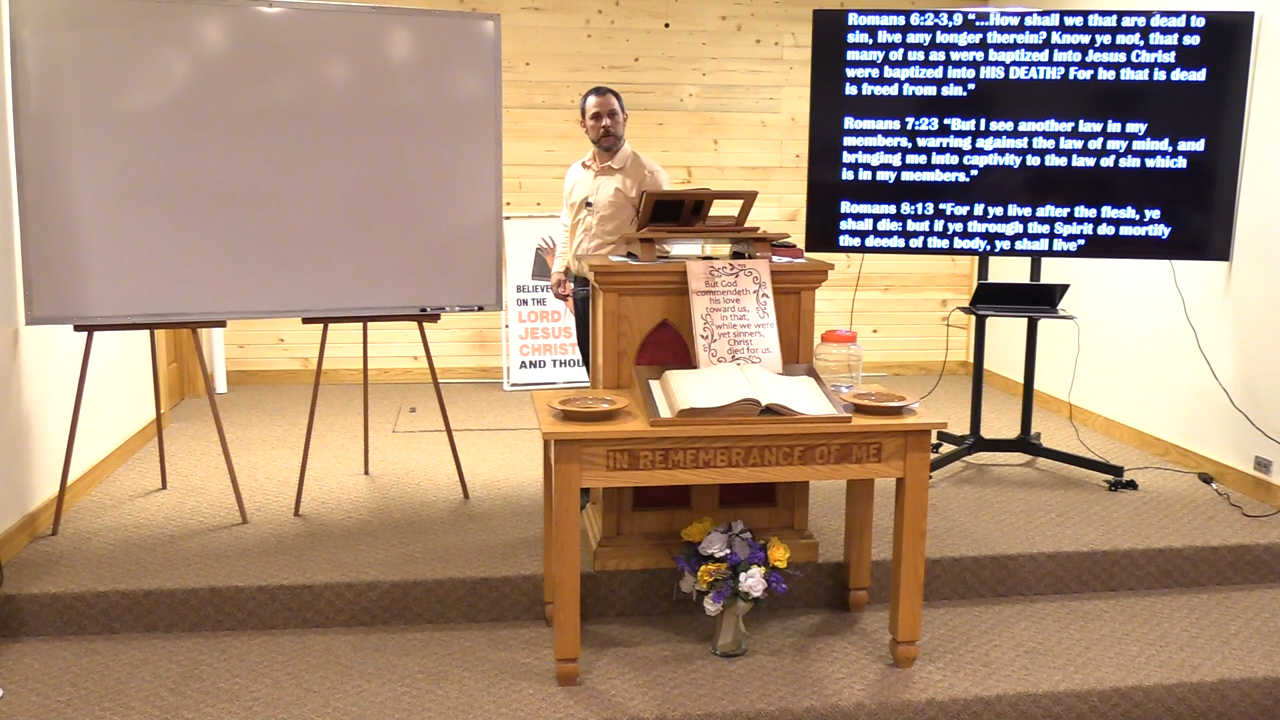 Romans 6:2-3,9 “...How shall we that are dead to
sin, live any longer therein? Know ye not, that so
many of us as were baptized into Jesus Christ
were baptized into HIS DEATH? For he that is dead
is freed from sin.”
Romans 7:23 “But I see another law in my
members, warring against the law of my mind, and
bringing me into captivity to the law of sin which
is in my members.”
Romans 8:13 “For if ye live after the flesh, ye
shall die: but if ye through the Spirit do mortify
the deeds of the body, ye shall live”
BELIEVE
ON THE
LORD
JESUS
CHRIST
AND THOU
But God
commendeth
his love
toward us,
in that,
while we were
yet sinners,
Christ
died for us.
IN REMEMBRANCE OF ME